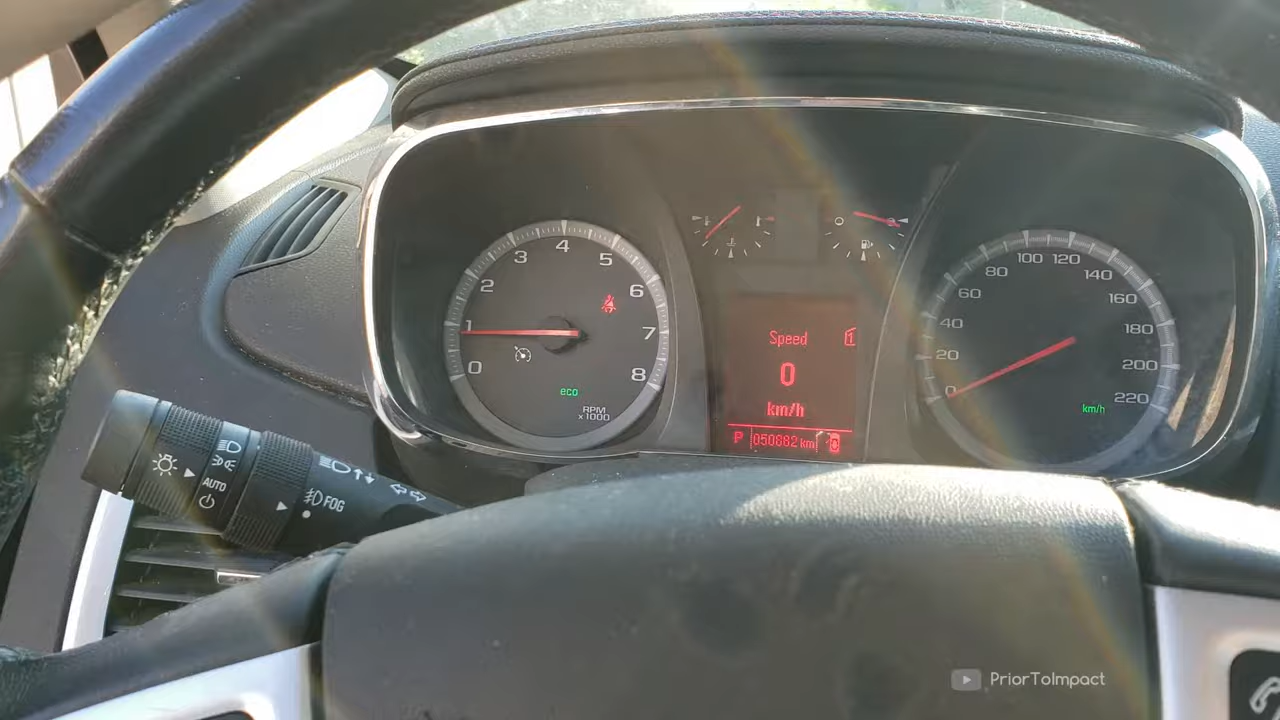 0 1 2 3 4 5 6 7 8
eco
RPM
x1000
Speed
0
km/h
P 050882 km
0 20 40 60 80 100 120 140 160 180 200 220
km/h
AUTO
FOG
PriorToImpact